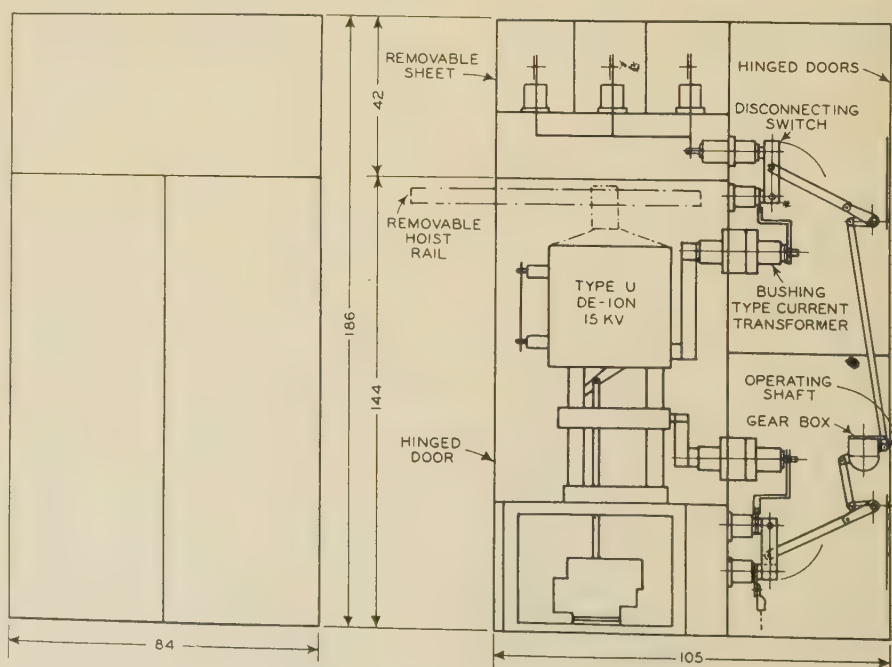 REMOVABLE
SHEET
HINGED DOORS
DISCONNECTING
SWITCH
42
REMOVABLE
HOIST
RAIL
TYPE U
DE-ION
15 KV
BUSHING
TYPE CURRENT
TRANSFORMER
186
144
OPERATING
SHAFT
GEAR BOX
HINGED
DOOR
84
105